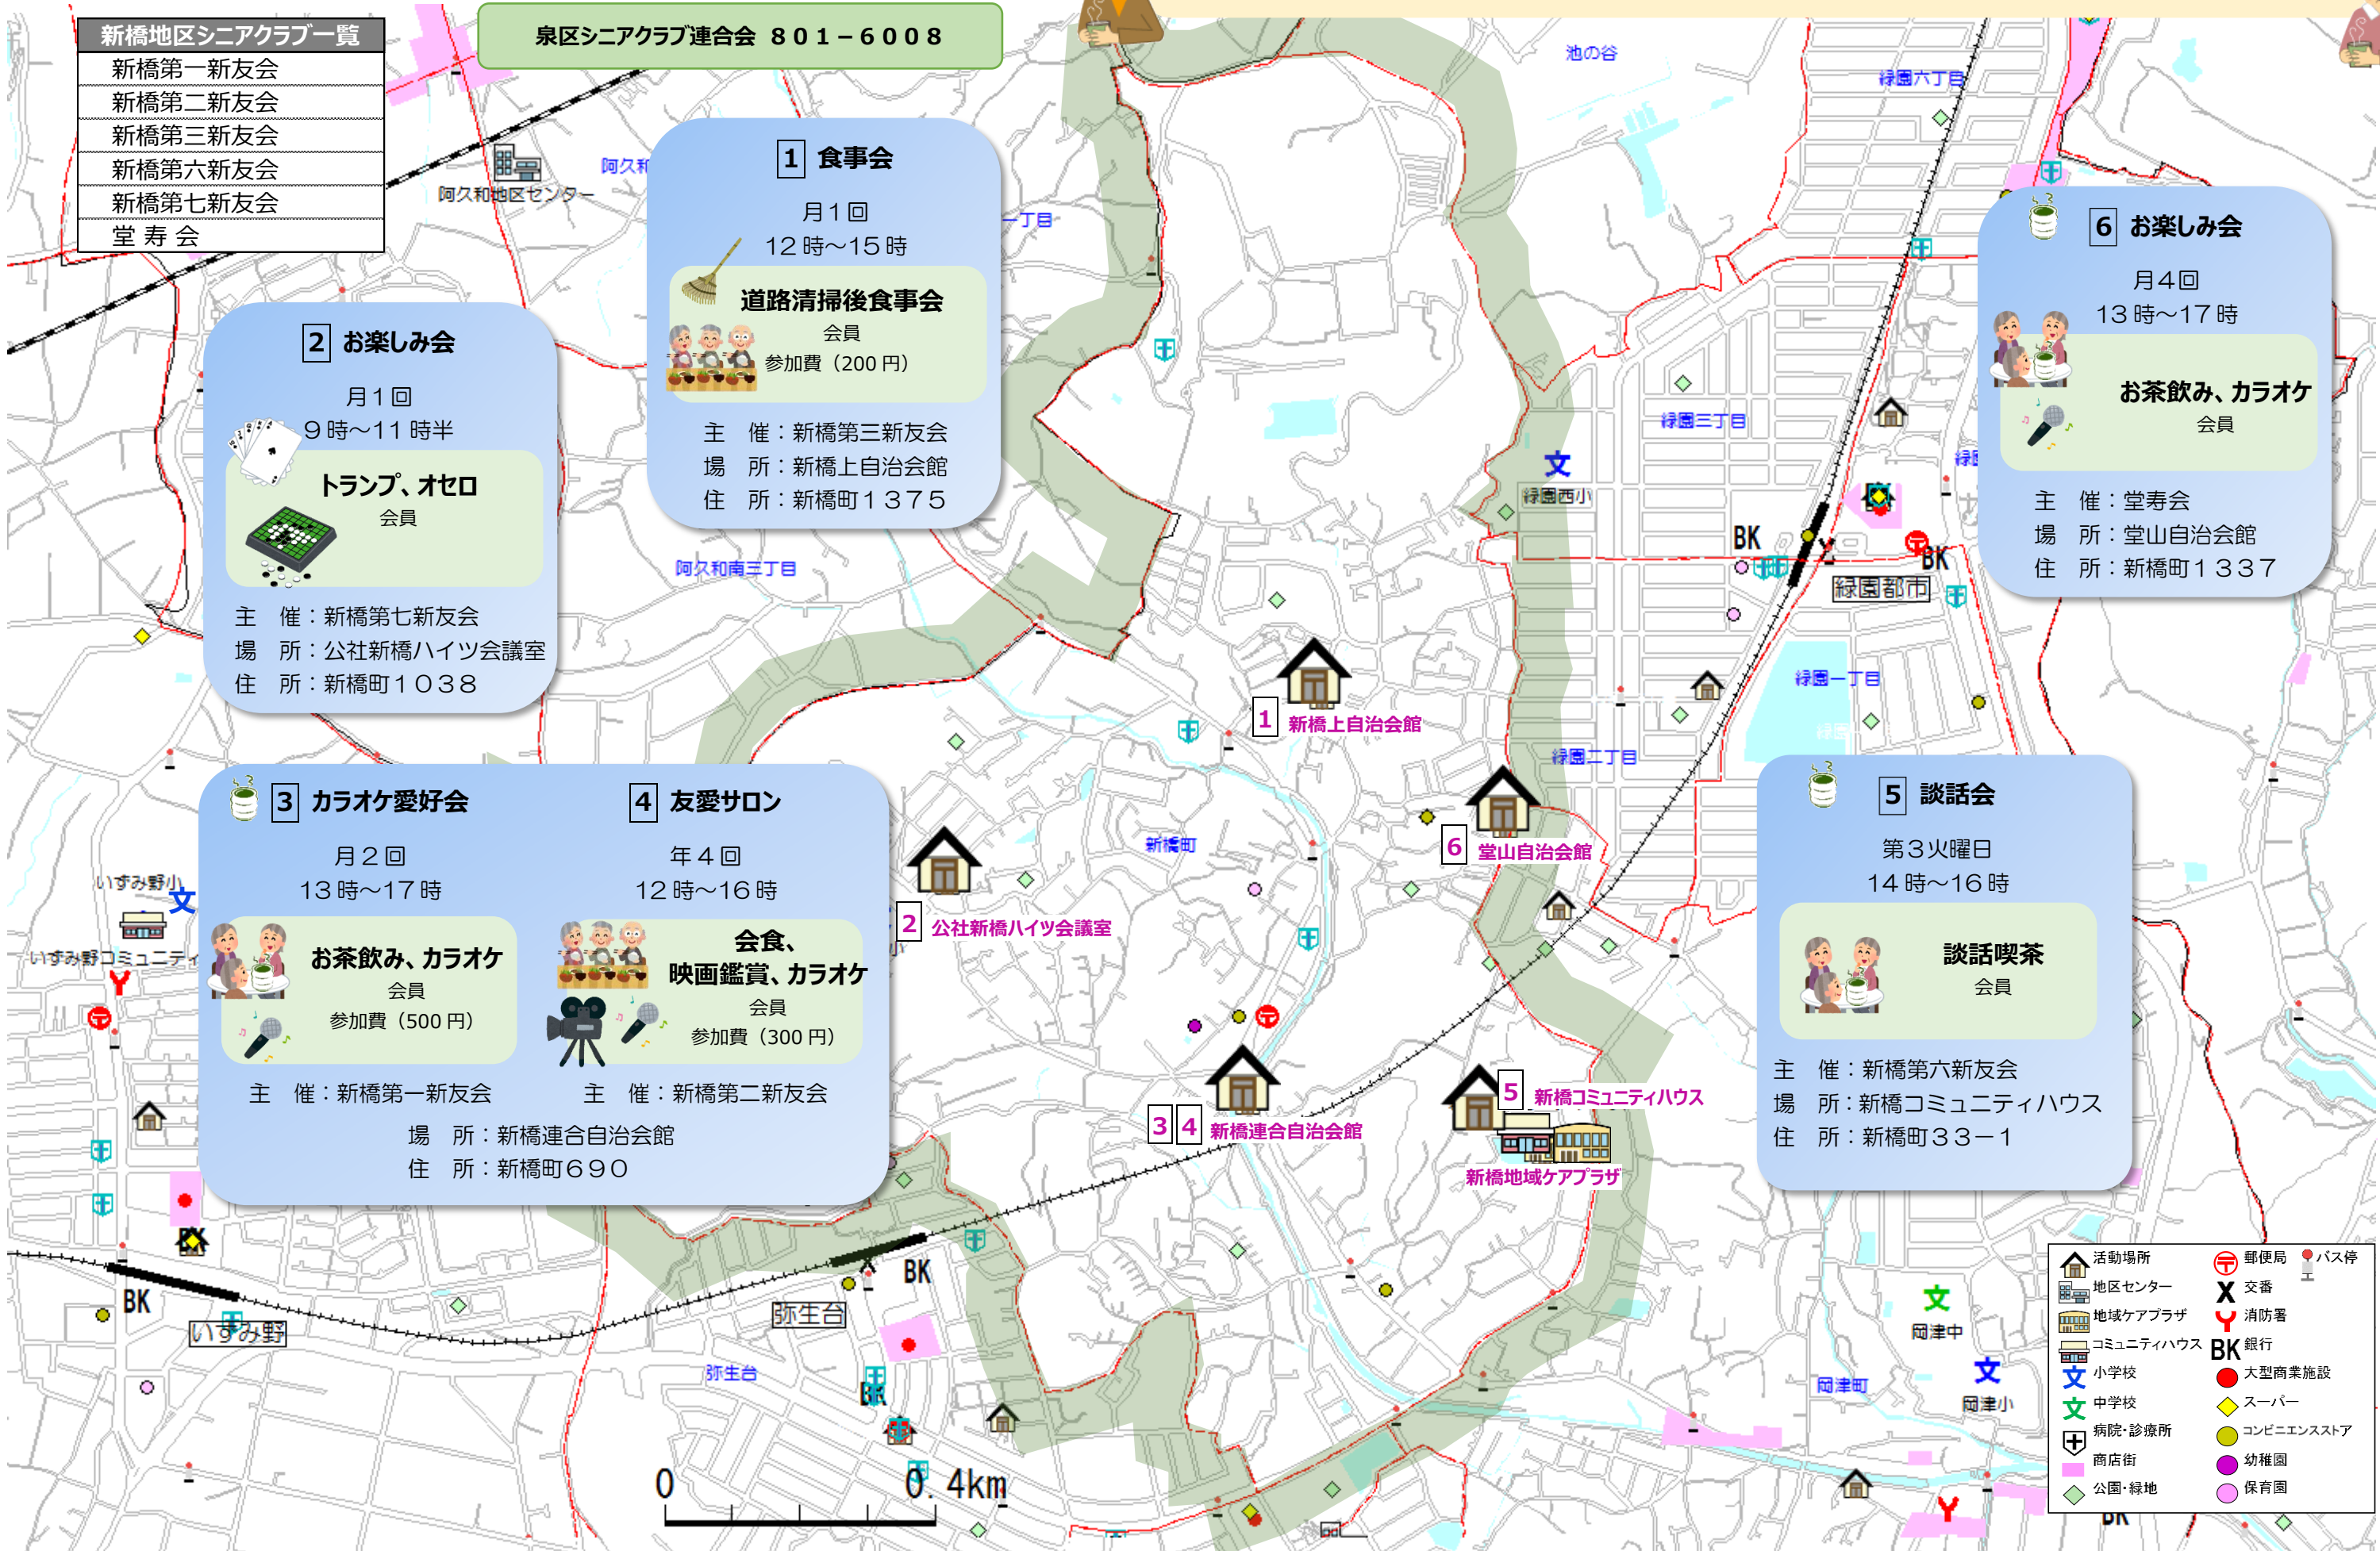 新橋地区シニアクラブ一覧
新橋第一新友会
新橋第二新友会
新橋第三新友会
新橋第六新友会
新橋第七新友会
堂 寿 会
泉区シニアクラブ連合会 ８０１－６００８
1 食事会
月１回
１２時～１５時
道路清掃後食事会
会員
参加費（200 円）
主　催：新橋第三新友会
場　所：新橋上自治会館
住　所：新橋町１３７５
2 お楽しみ会
月１回
９時～１１時半
トランプ、オセロ
会員
主　催：新橋第七新友会
場　所：公社新橋ハイツ会議室
住　所：新橋町１０３８
3 カラオケ愛好会
月２回
１３時～１７時
お茶飲み、カラオケ
会員
参加費（500 円）
主　催：新橋第一新友会
4 友愛サロン
年４回
１２時～１６時
会食、
映画鑑賞、カラオケ
会員
参加費（300 円）
主　催：新橋第二新友会
場　所：新橋連合自治会館
住　所：新橋町６９０
5 談話会
第３火曜日
１４時～１６時
談話喫茶
会員
主　催：新橋第六新友会
場　所：新橋コミュニティハウス
住　所：新橋町３３－１
6 お楽しみ会
月４回
１３時～１７時
お茶飲み、カラオケ
会員
主　催：堂寿会
場　所：堂山自治会館
住　所：新橋町１３３７
池の谷
緑園六丁目
阿久和地区センター
阿久和
一丁目
緑園三丁目
文
緑園西小
BK
BK
緑園都市
阿久和南三丁目
緑園一丁目
緑園二丁目
1 新橋上自治会館
6 堂山自治会館
新橋町
2 公社新橋ハイツ会議室
いずみ野小
文
いずみ野コミュニティ
3 4 新橋連合自治会館
5 新橋コミュニティハウス
新橋地域ケアプラザ
BK
BK
いずみ野
BK
弥生台
弥生台
BK
0 0.4km
文
岡津中
文
岡津町
岡津小
BK
活動場所
地区センター
地域ケアプラザ
コミュニティハウス
文 小学校
文 中学校
病院・診療所
商店街
公園・緑地
郵便局
バス停
交番
消防署
BK 銀行
大型商業施設
スーパー
コンビニエンスストア
幼稚園
保育園